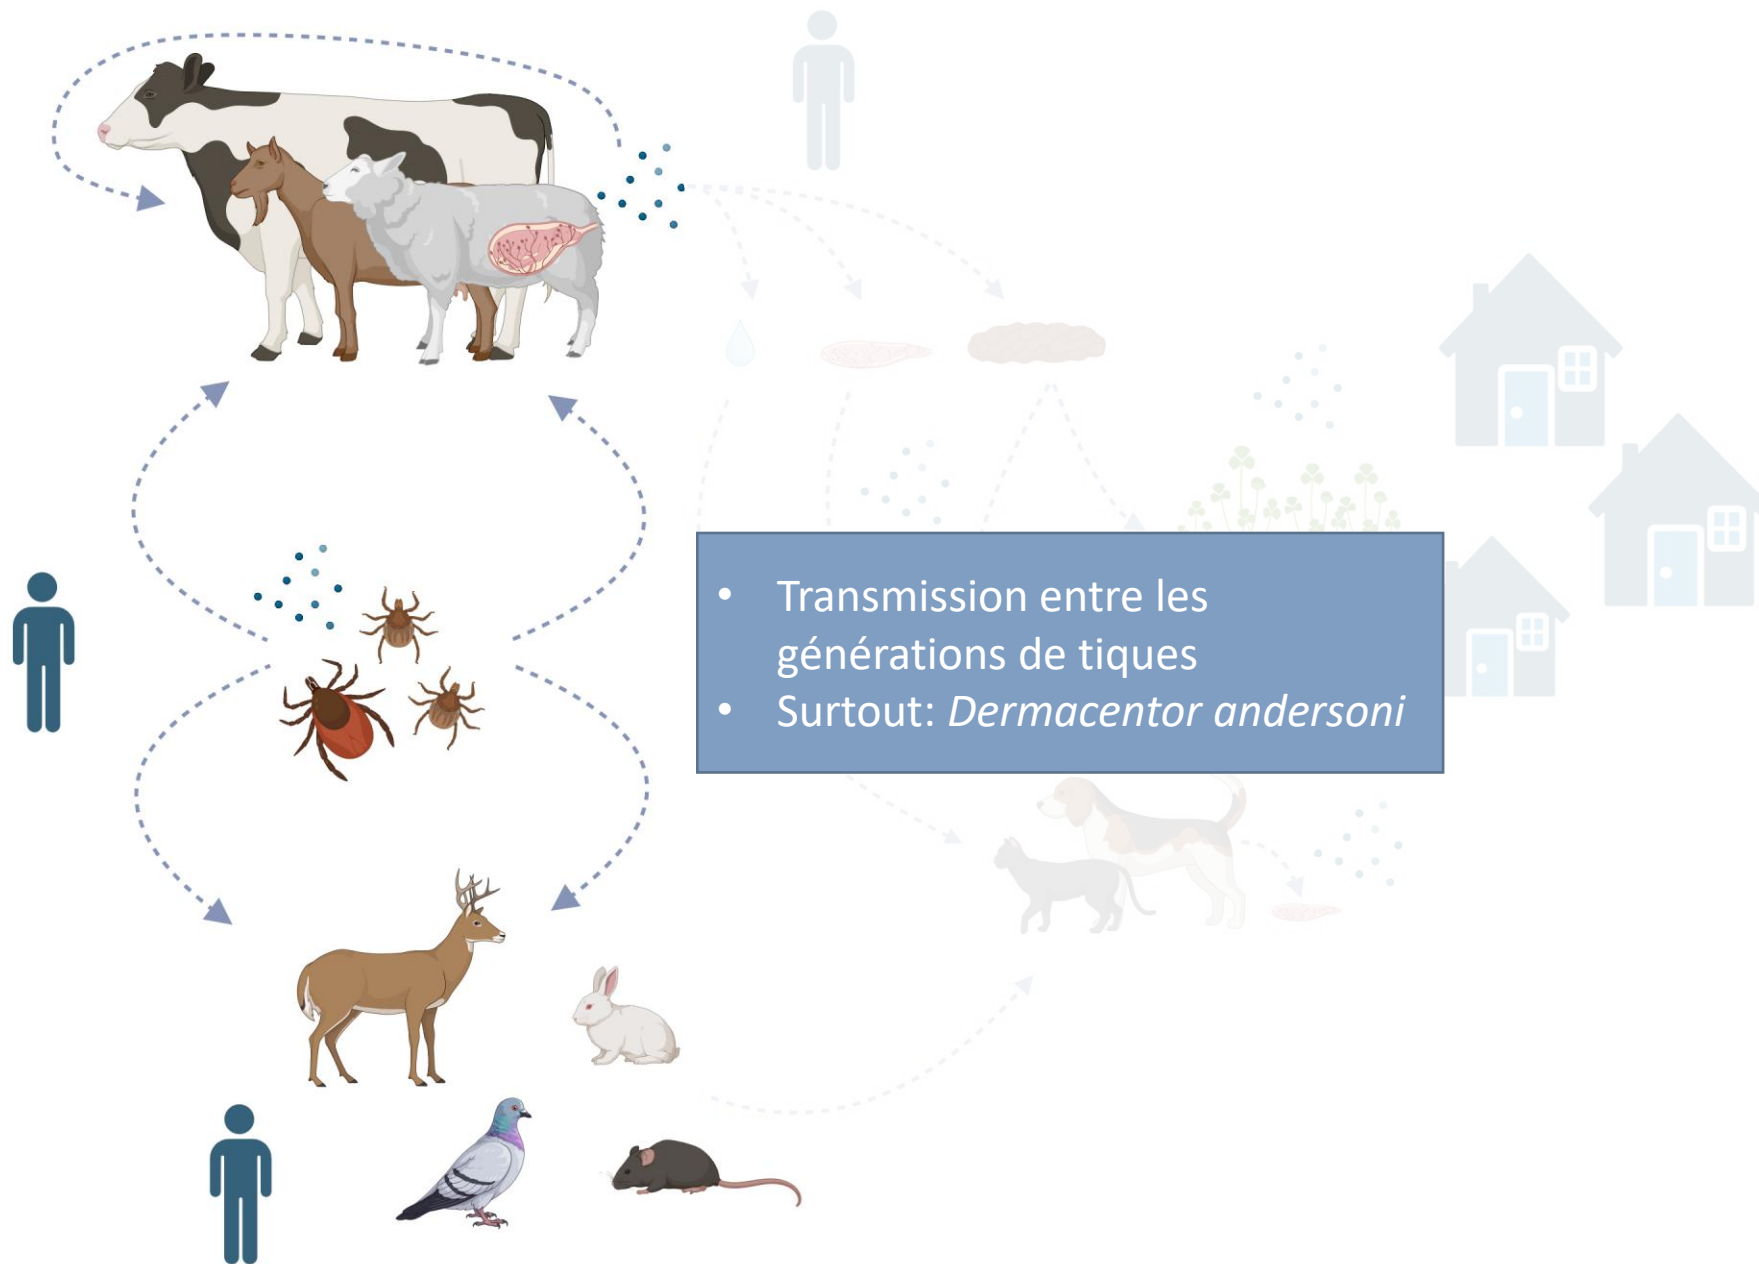 • Transmission entre les
générations de tiques
• Surtout: Dermacentor andersoni